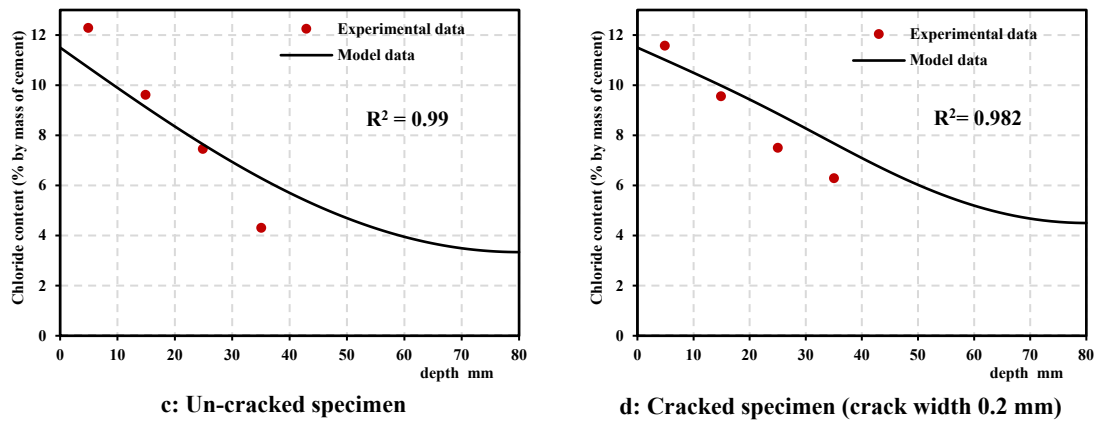 Chloride content (% by mass of cement)
12
10
8
6
4
2
0
0 10 20 30 40 50 60 70 80
depth mm
Experimental data
Model data
R² = 0.99
c: Un-cracked specimen
Chloride content (% by mass of cement)
12
10
8
6
4
2
0
0 10 20 30 40 50 60 70 80
depth mm
Experimental data
Model data
R²= 0.982
d: Cracked specimen (crack width 0.2 mm)